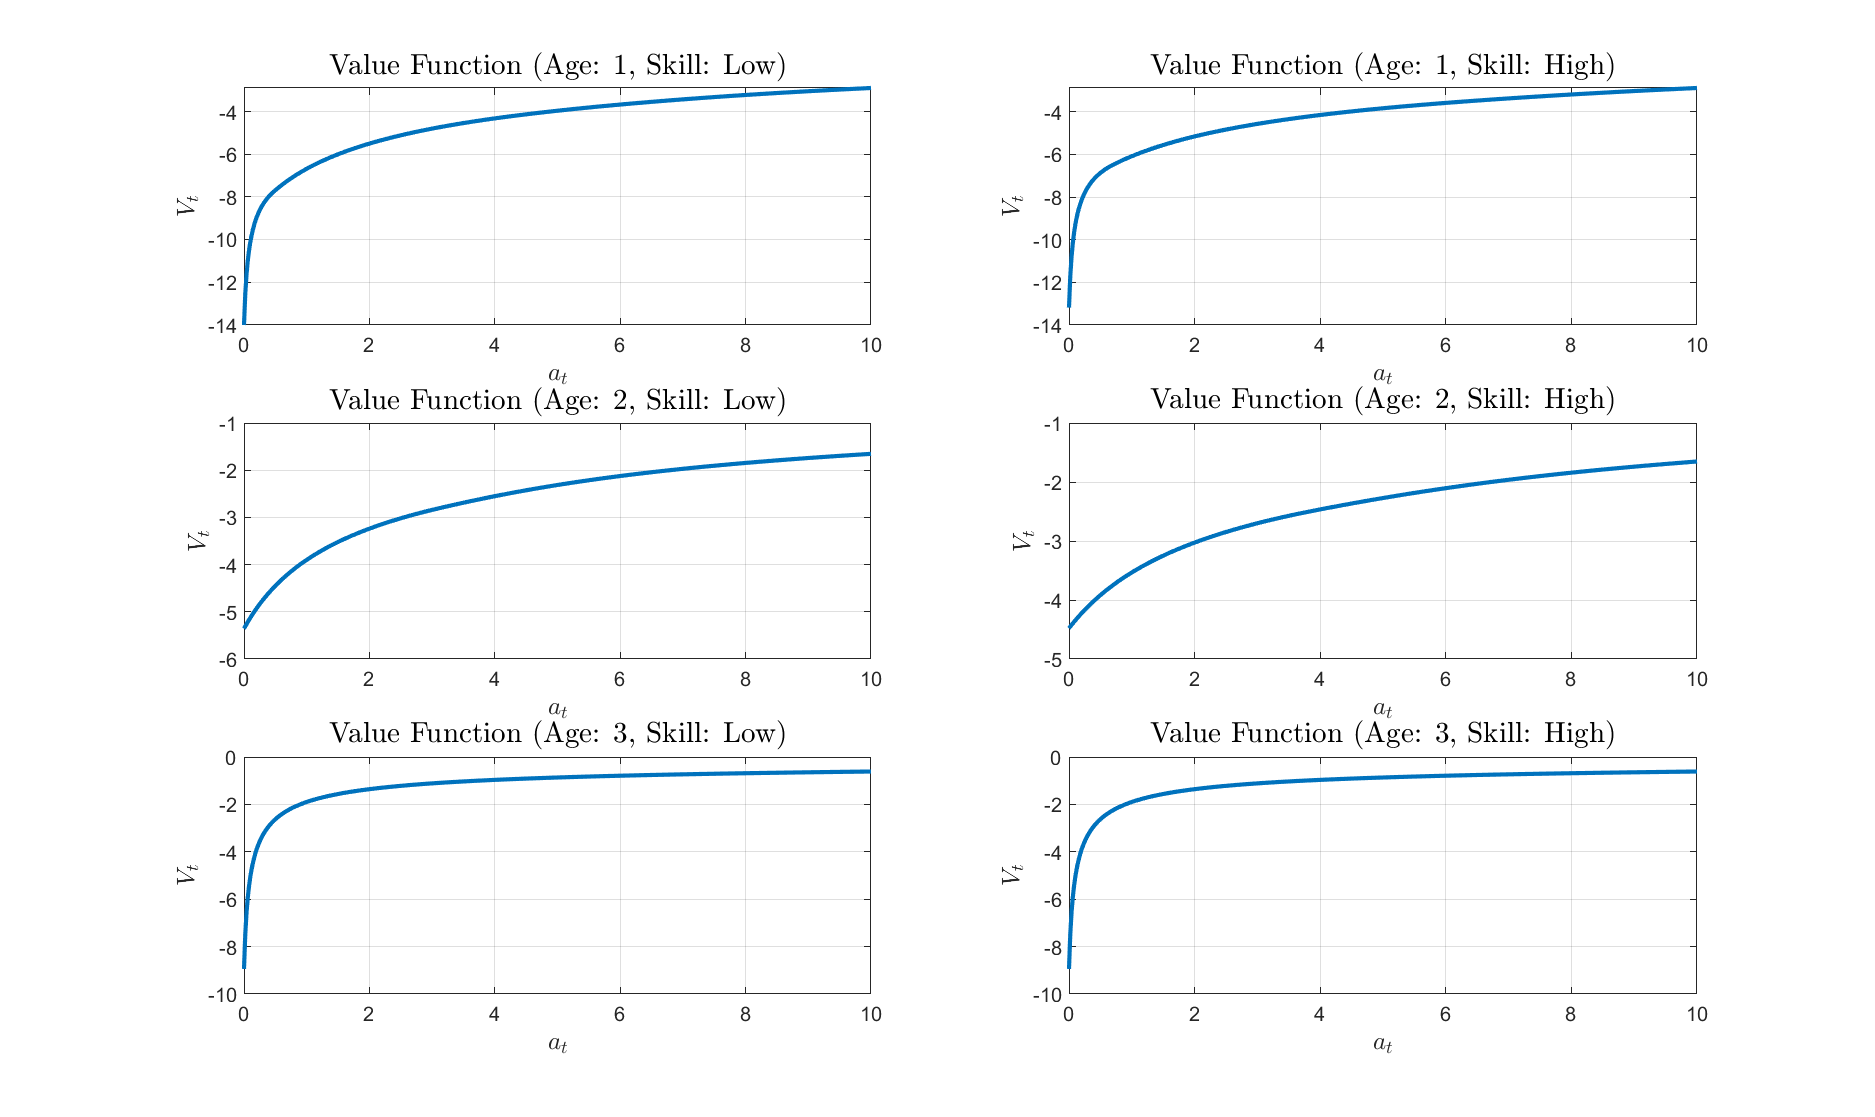 Value Function (Age: 1, Skill: Low)
-4
-6
-8
-10
-12
-14
V_t
0 2 4 6 8 10
a_t
Value Function (Age: 1, Skill: High)
-4
-6
-8
-10
-12
-14
V_t
0 2 4 6 8 10
a_t
Value Function (Age: 2, Skill: Low)
-1
-2
-3
-4
-5
-6
V_t
0 2 4 6 8 10
a_t
Value Function (Age: 2, Skill: High)
-1
-2
-3
-4
-5
V_t
0 2 4 6 8 10
a_t
Value Function (Age: 3, Skill: Low)
0
-2
-4
-6
-8
-10
V_t
0 2 4 6 8 10
a_t
Value Function (Age: 3, Skill: High)
0
-2
-4
-6
-8
-10
V_t
0 2 4 6 8 10
a_t